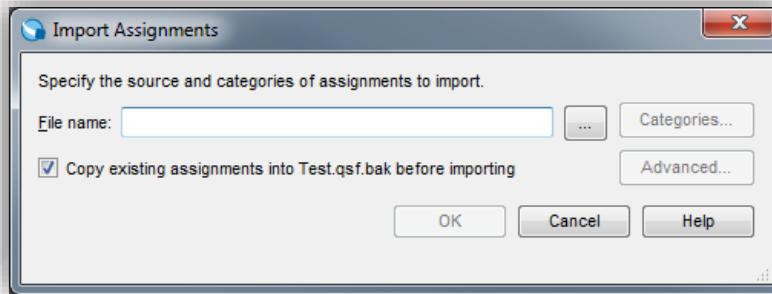 Import Assignments
Specify the source and categories of assignments to import.
File name:
...
Categories...
Copy existing assignments into Test.qsf.bak before importing
Advanced...
OK
Cancel
Help